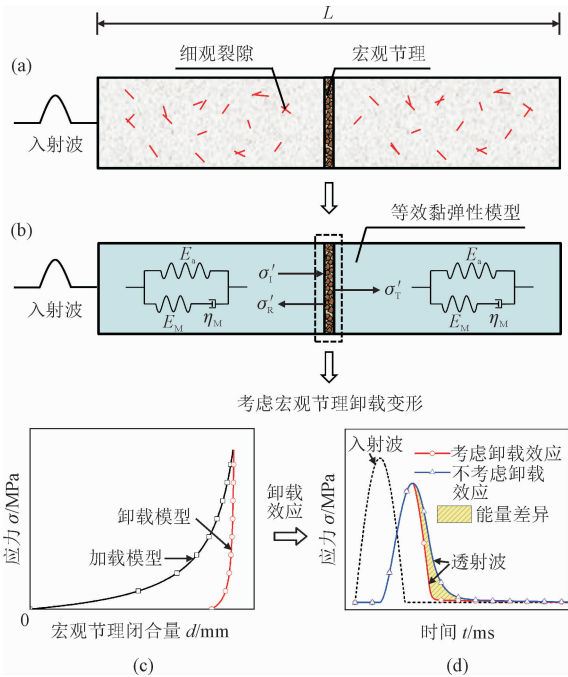 L
(a)
细观裂隙
宏观节理
入射波
(b)
等效黏弹性模型
Ea
EM
ηM
σ′I
σ′R
σ′T
Ea
EM
ηM
入射波
考虑宏观节理卸载变形
(c)
应力 σ/MPa
卸载模型
加载模型
0
宏观节理闭合量 d/mm
卸载
效应
(d)
应力 σ/MPa
入射波
考虑卸载效应
不考虑卸载
效应
能量差异
透射波
时间 t/ms